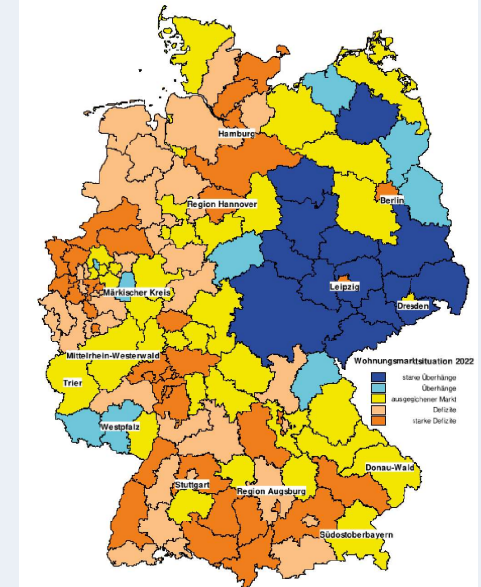 Hamburg
Region Hannover
Berlin
Leipzig
Dresden
Märkischer Kreis
Mittelrhein-Westerwald
Trier
Westpfalz
Wohnungsmarktsituation 2022
starke Überhänge
Überhänge
ausgeglichener Markt
Defizite
starke Defizite
Donau-Wald
Stuttgart
Region Augsburg
Südostoberbayern